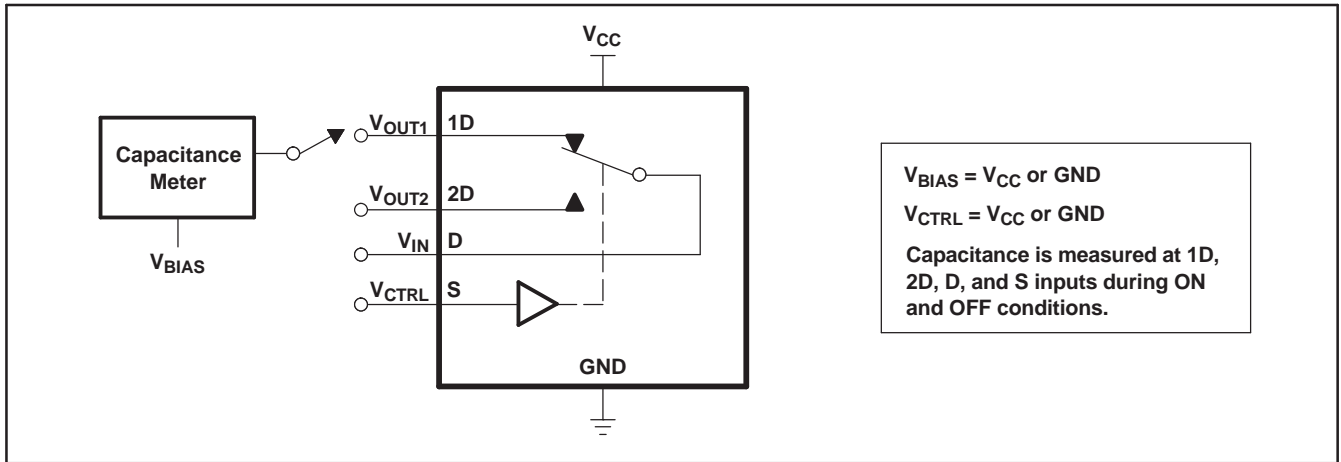 VCC
VOUT1 1D
Capacitance
Meter
VOUT2 2D
VIN D
VBIAS
VCTRL S
GND
VBIAS = VCC or GND
VCTRL = VCC or GND
Capacitance is measured at 1D,
2D, D, and S inputs during ON
and OFF conditions.